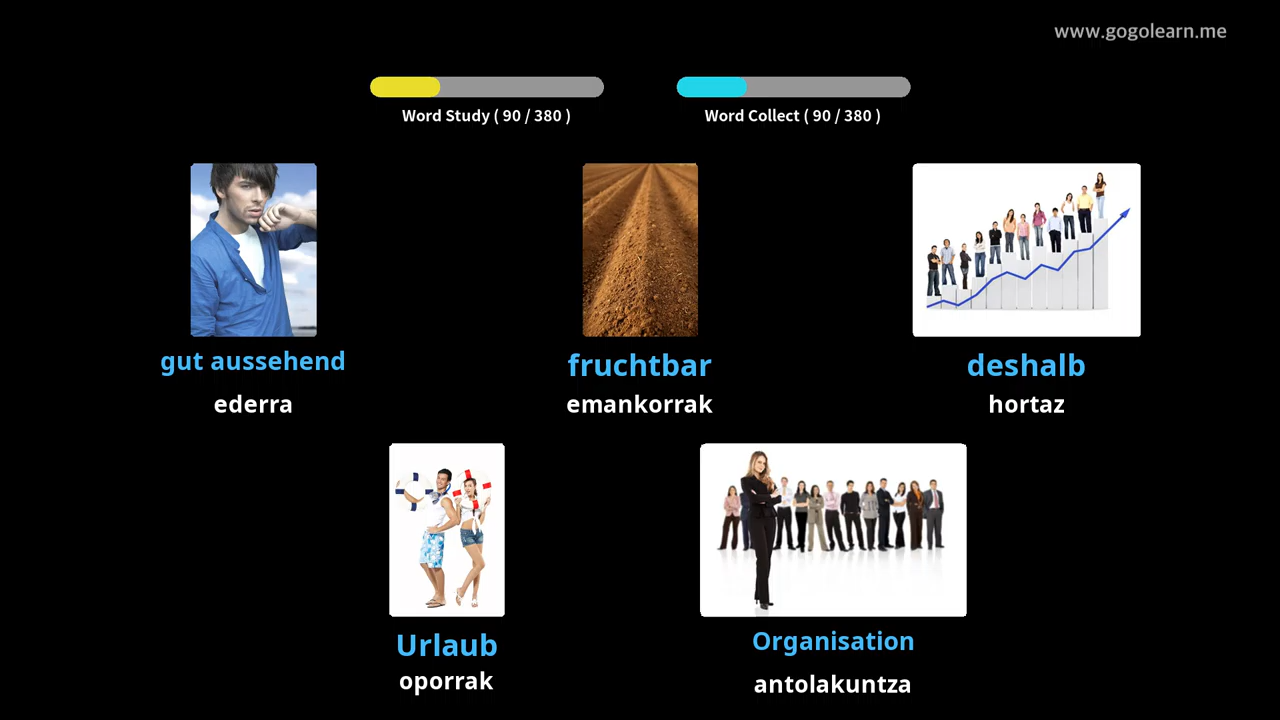 www.gogolearn.me
Word Study ( 90 / 380 )
Word Collect ( 90 / 380 )
gut aussehend
ederra
fruchtbar
emankorrak
deshalb
hortaz
Urlaub
oporrak
Organisation
antolakuntza